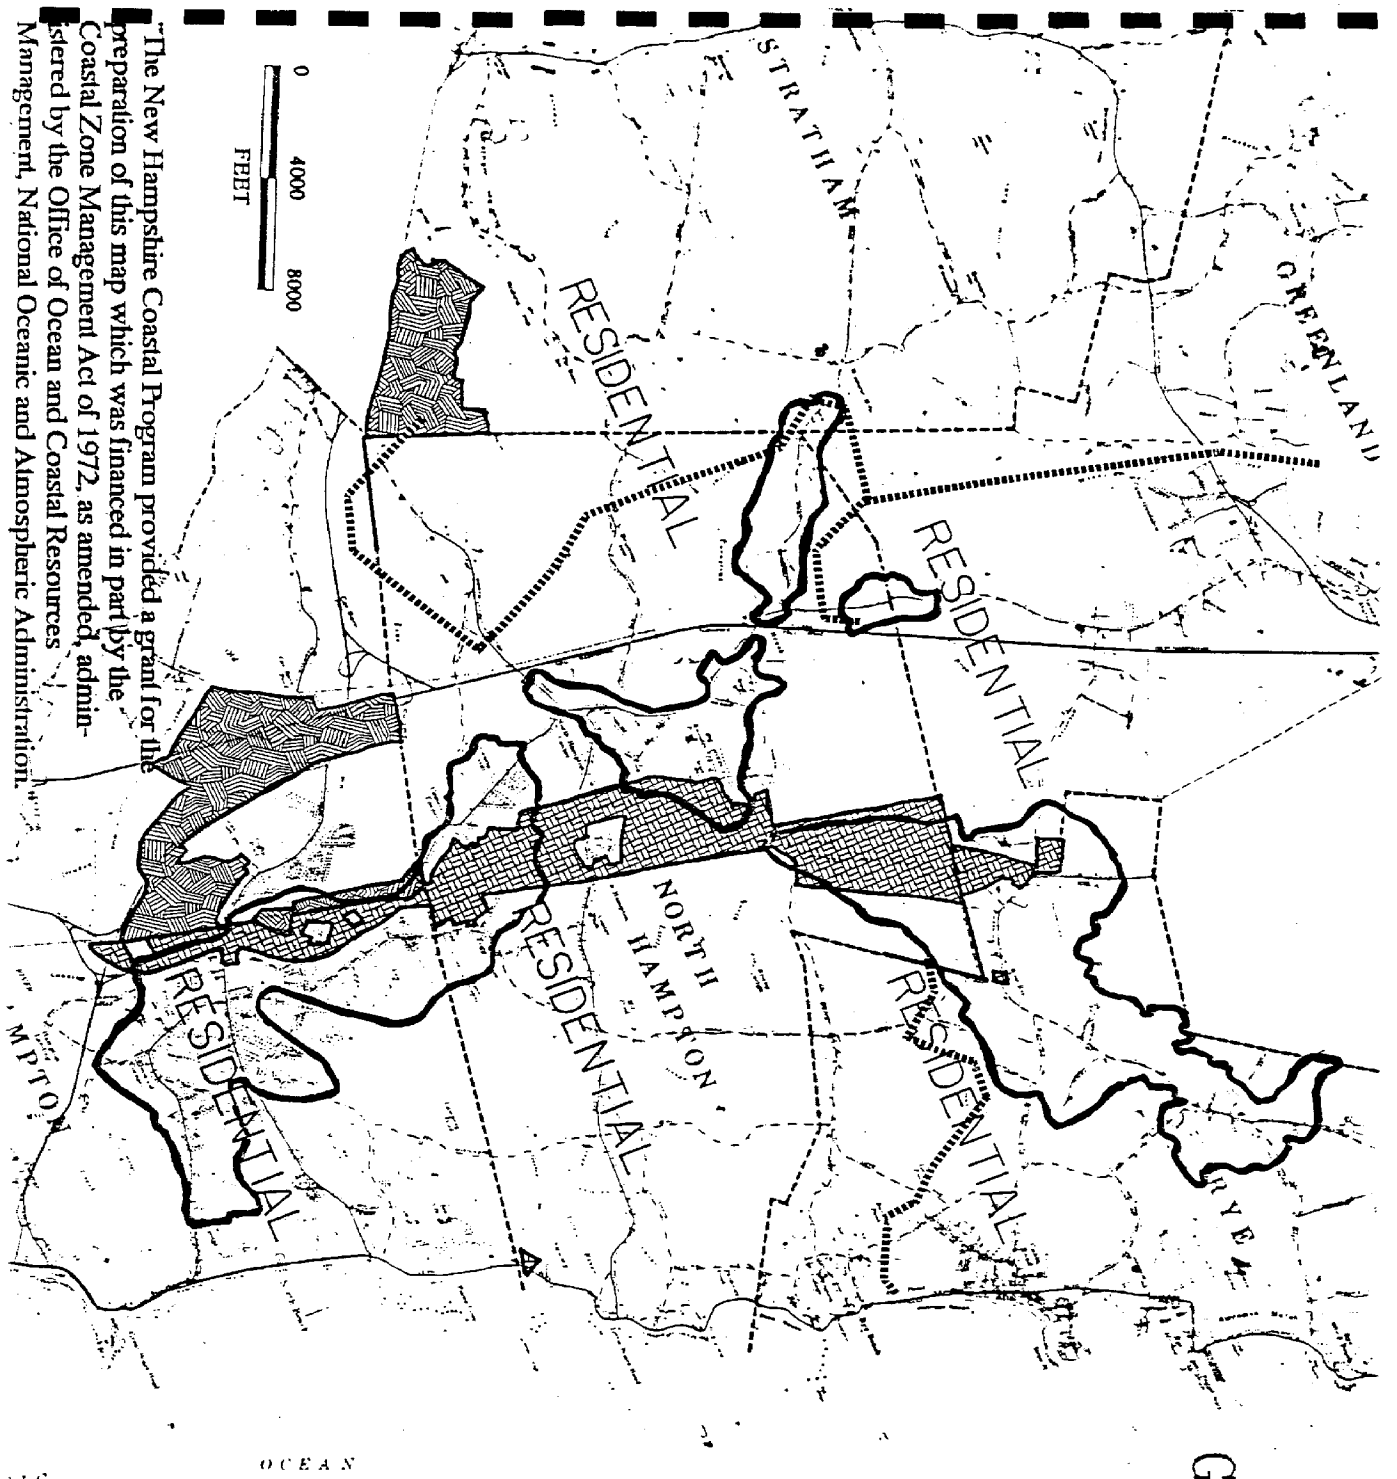 STRATHAM
GREENLAND
RESIDENTIAL
RESIDENTIAL
0 4000 8000
FEET
"The New Hampshire Coastal Program provided a grant for the
preparation of this map which was financed in part by the
Coastal Zone Management Act of 1972, as amended, admin-
istered by the Office of Ocean and Coastal Resources
Management, National Oceanic and Atmospheric Administration."
NORTH
HAMPTON
RESIDENTIAL
RESIDENTIAL
RESIDENTIAL
MPTON
RYE
OCEAN
G